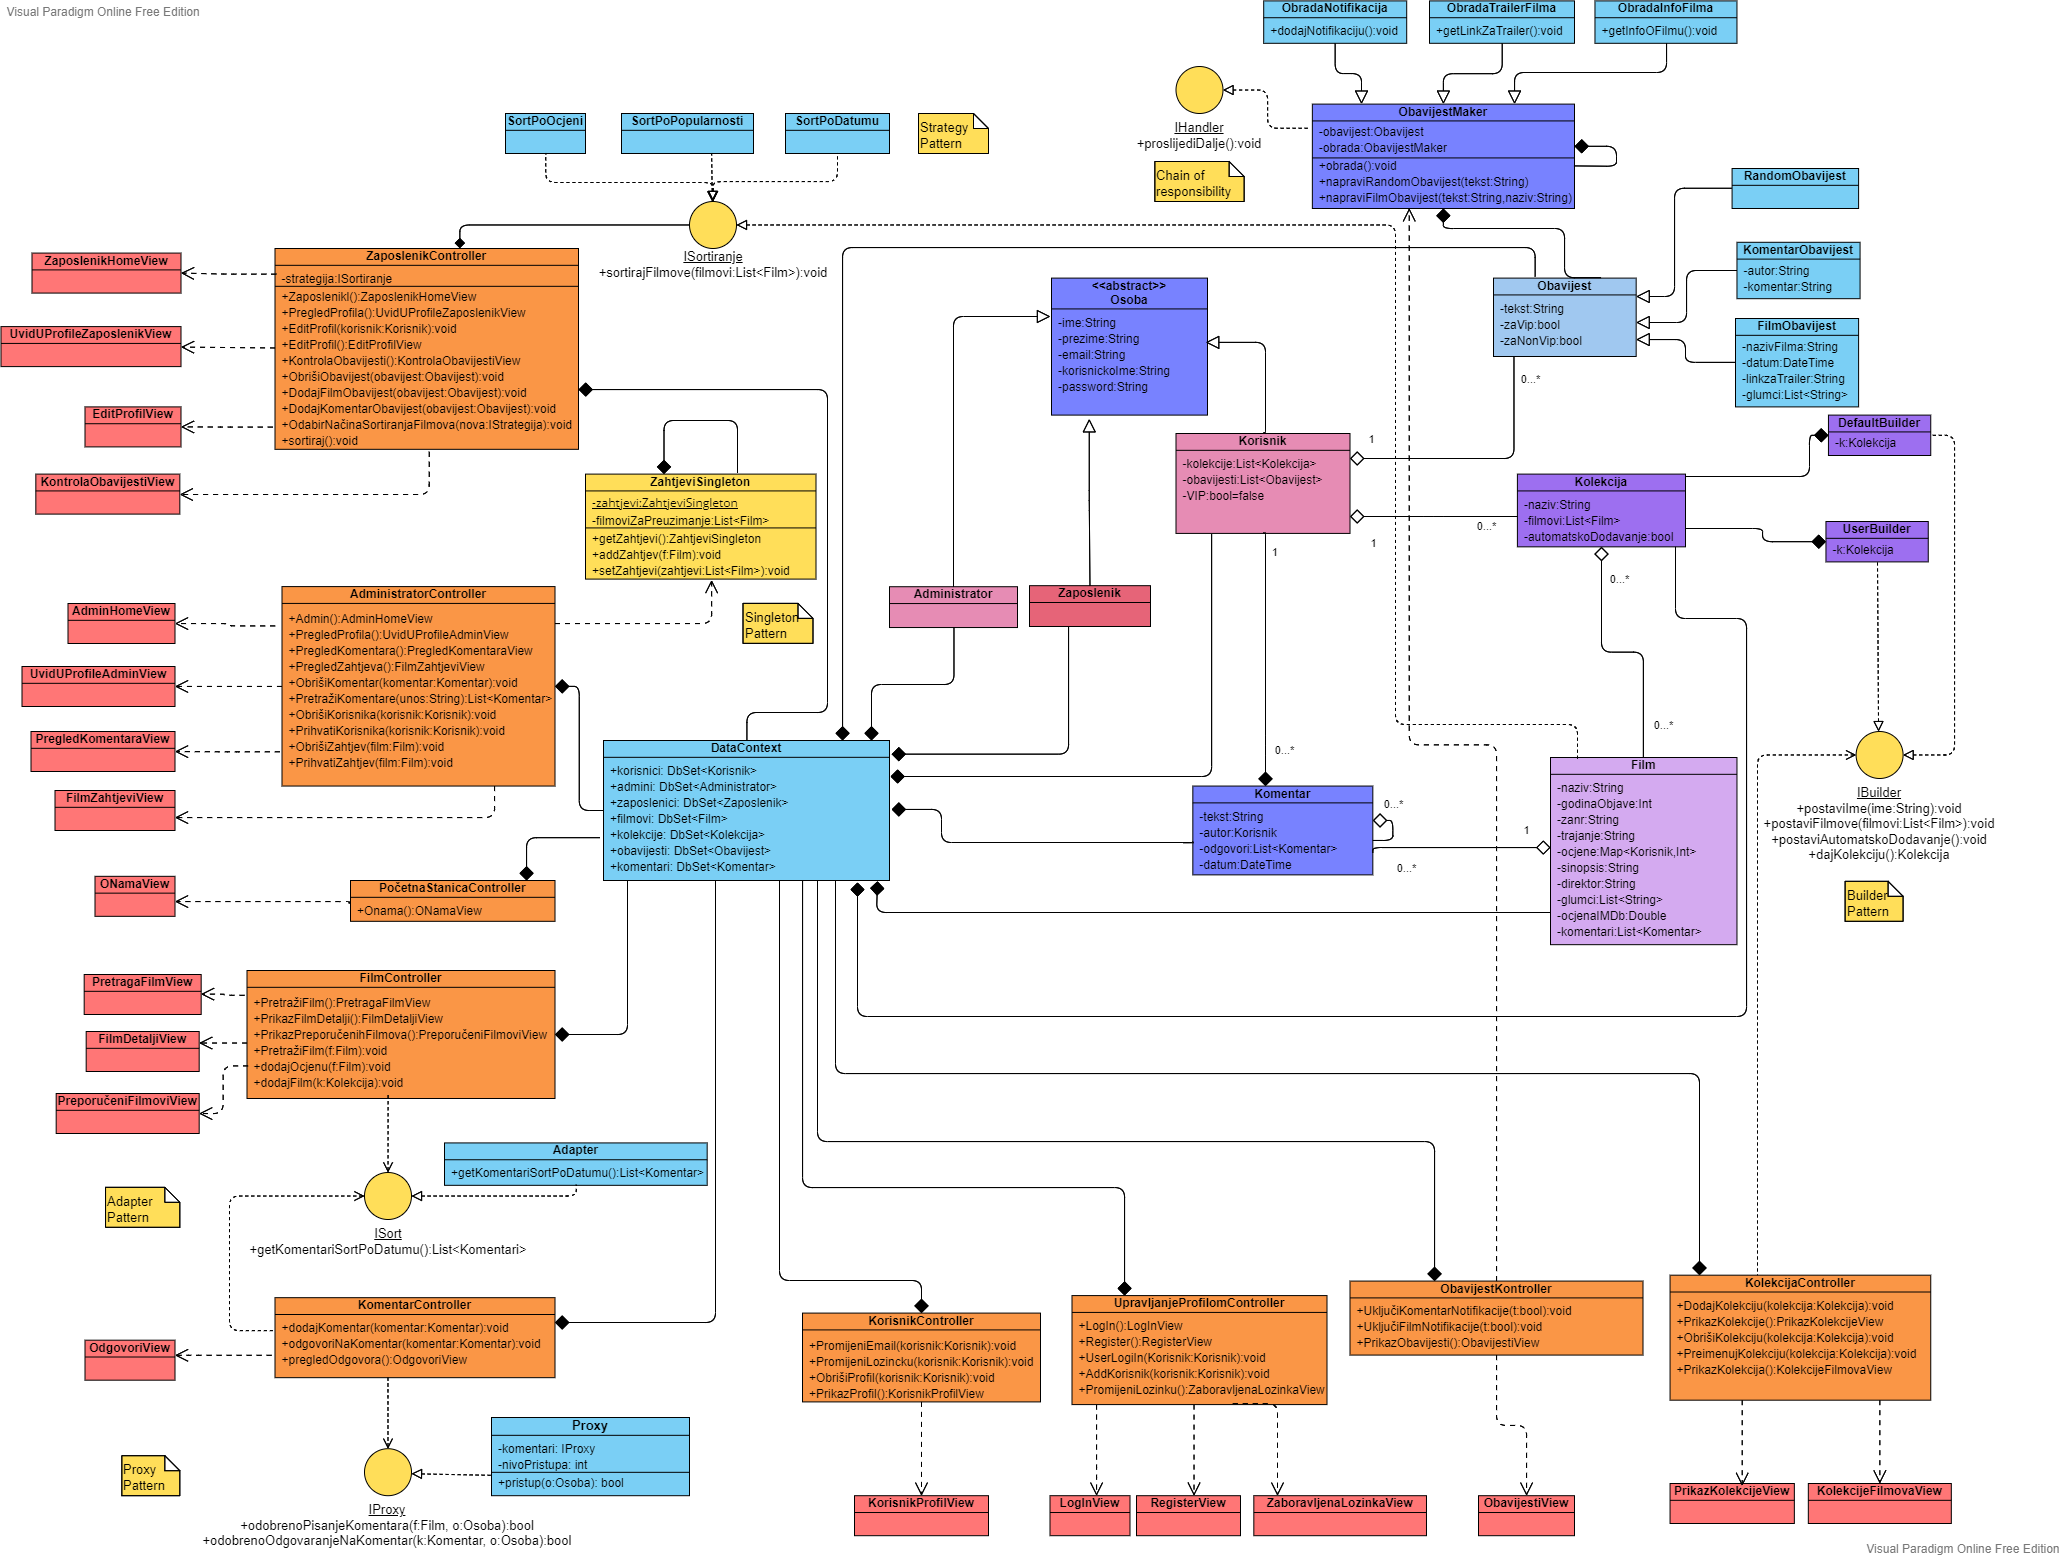 Visual Paradigm Online Free Edition
ObradaNotifikacija
+dodajNotifikaciju():void
ObradaTrailerFilma
+getLinkZaTrailer():void
ObradaInfoFilma
+getInfoOFilmu():void
IHandler
+proslijediDalje():void
Chain of
responsibility
ObavijestMaker
-obavijest:Obavijest
-obrada:ObavijestMaker
+obrada():void
+napraviRandomObavijest(tekst:String)
+napraviFilmObavijest(tekst:String,naziv:String)
SortPoOcjeni
SortPoPopularnosti
SortPoDatumu
Strategy
Pattern
ISortiranje
+sortirajFilmove(filmovi:List<Film>):void
RandomObavijest
KomentarObavijest
-autor:String
-komentar:String
FilmObavijest
-nazivFilma:String
-datum:DateTime
-linkzaTrailer:String
-glumci:List<String>
Obavijest
-tekst:String
-zaVip:bool
-zaNonVip:bool
0...*
<<abstract>>
Osoba
-ime:String
-prezime:String
-email:String
-korisnickoIme:String
-password:String
ZaposlenikHomeView
UvidUProfileZaposlenikView
EditProfilView
KontrolaObavijestiView
ZaposlenikController
-strategija:ISortiranje
+ZaposlenikI():ZaposlenikHomeView
+PregledProfila():UvidUProfileZaposlenikView
+EditProfil(korisnik:Korisnik):void
+EditProfil():EditProfilView
+KontrolaObavijesti():KontrolaObavijestiView
+ObrišiObavijest(obavijest:Obavijest):void
+DodajFilmObavijest(obavijest:Obavijest):void
+DodajKomentarObavijest(obavijest:Obavijest):void
+OdabirNačinaSortiranjaFilmova(nova:IStrategija):void
+sortiraj():void
ZahtjeviSingleton
-zahtjevi:ZahtjeviSingleton
-filmoviZaPreuzimanje:List<Film>
+getZahtjevi():ZahtjeviSingleton
+addZahtjev(f:Film):void
+setZahtjevi(zahtjevi:List<Film>):void
Singleton
Pattern
Korisnik
-kolekcije:List<Kolekcija>
-obavijesti:List<Obavijest>
-VIP:bool=false
1
0...*
1
1
0...*
Kolekcija
-naziv:String
-filmovi:List<Film>
-automatskoDodavanje:bool
0...*
0...*
DefaultBuilder
-k:Kolekcija
UserBuilder
-k:Kolekcija
Administrator
Zaposlenik
AdminHomeView
UvidUProfileAdminView
PregledKomentaraView
FilmZahtjeviView
AdministratorController
+Admin():AdminHomeView
+PregledProfila():UvidUProfileAdminView
+PregledKomentara():PregledKomentaraView
+PregledZahtjeva():FilmZahtjeviView
+ObrišiKomentar(komentar:Komentar):void
+PretražiKomentare(unos:String):List<Komentar>
+ObrišiKorisnika(korisnik:Korisnik):void
+PrihvatiKorisnika(korisnik:Korisnik):void
+ObrišiZahtjev(film:Film):void
+PrihvatiZahtjev(film:Film):void
DataContext
+korisnici: DbSet<Korisnik>
+admini: DbSet<Administrator>
+zaposlenici: DbSet<Zaposlenik>
+filmovi: DbSet<Film>
+kolekcije: DbSet<Kolekcija>
+obavijesti: DbSet<Obavijest>
+komentari: DbSet<Komentar>
Komentar
-tekst:String
-autor:Korisnik
-odgovori:List<Komentar>
-datum:DateTime
0...*
0...*
1
Film
-naziv:String
-godinaObjave:Int
-zanr:String
-trajanje:String
-ocjene:Map<Korisnik,Int>
-sinopsis:String
-direktor:String
-glumci:List<String>
-ocjenaIMDb:Double
-komentari:List<Komentar>
IBuilder
+postaviIme(ime:String):void
+postaviFilmove(filmovi:List<Film>):void
+postaviAutomatskoDodavanje():void
+dajKolekciju():Kolekcija
Builder
Pattern
ONamaView
PočetnaStanicaController
+Onama():ONamaView
PretragaFilmView
FilmDetaljiView
PreporučeniFilmoviView
FilmController
+PretražiFilm():PretragaFilmView
+PrikazFilmDetalji():FilmDetaljiView
+PrikazPreporučenihFilmova():PreporučeniFilmoviView
+PretražiFilm(f:Film):void
+dodajOcjenu(f:Film):void
+dodajFilm(k:Kolekcija):void
Adapter
+getKomentariSortPoDatumu():List<Komentar>
Adapter
Pattern
ISort
+getKomentariSortPoDatumu():List<Komentari>
OdgovoriView
KomentarController
+dodajKomentar(komentar:Komentar):void
+odgovoriNaKomentar(komentar:Komentar):void
+pregledOdgovora():OdgovoriView
Proxy
-komentari: IProxy
-nivoPristupa: int
+pristup(o:Osoba): bool
Proxy
Pattern
IProxy
+odobrenoPisanjeKomentara(f:Film, o:Osoba):bool
+odobrenoOdgovaranjeNaKomentar(k:Komentar, o:Osoba):bool
KorisnikController
+PromijeniEmail(korisnik:Korisnik):void
+PromijeniLozincku(korisnik:Korisnik):void
+ObrišiProfil(korisnik:Korisnik):void
+PrikazProfil():KorisnikProfilView
UpravljanjeProfilomController
+LogIn():LogInView
+Register():RegisterView
+UserLogiIn(Korisnik:Korisnik):void
+AddKorisnik(korisnik:Korisnik):void
+PromijeniLozinku():ZaboravljenaLozinkaView
ObavijestKontroller
+UključiKomentarNotifikacije(t:bool):void
+UključiFilmNotifikacije(t:bool):void
+PrikazObavijesti():ObavijestiView
KolekcijaController
+DodajKolekciju(kolekcija:Kolekcija):void
+PrikazKolekcije():PrikazKolekcijeView
+ObrišiKolekciju(kolekcija:Kolekcija):void
+PreimenujKolekciju(kolekcija:Kolekcija):void
+PrikazKolekcija():KolekcijeFilmovaView
KorisnikProfilView
LogInView
RegisterView
ZaboravljenaLozinkaView
ObavijestiView
PrikazKolekcijeView
KolekcijeFilmovaView
Visual Paradigm Online Free Edition